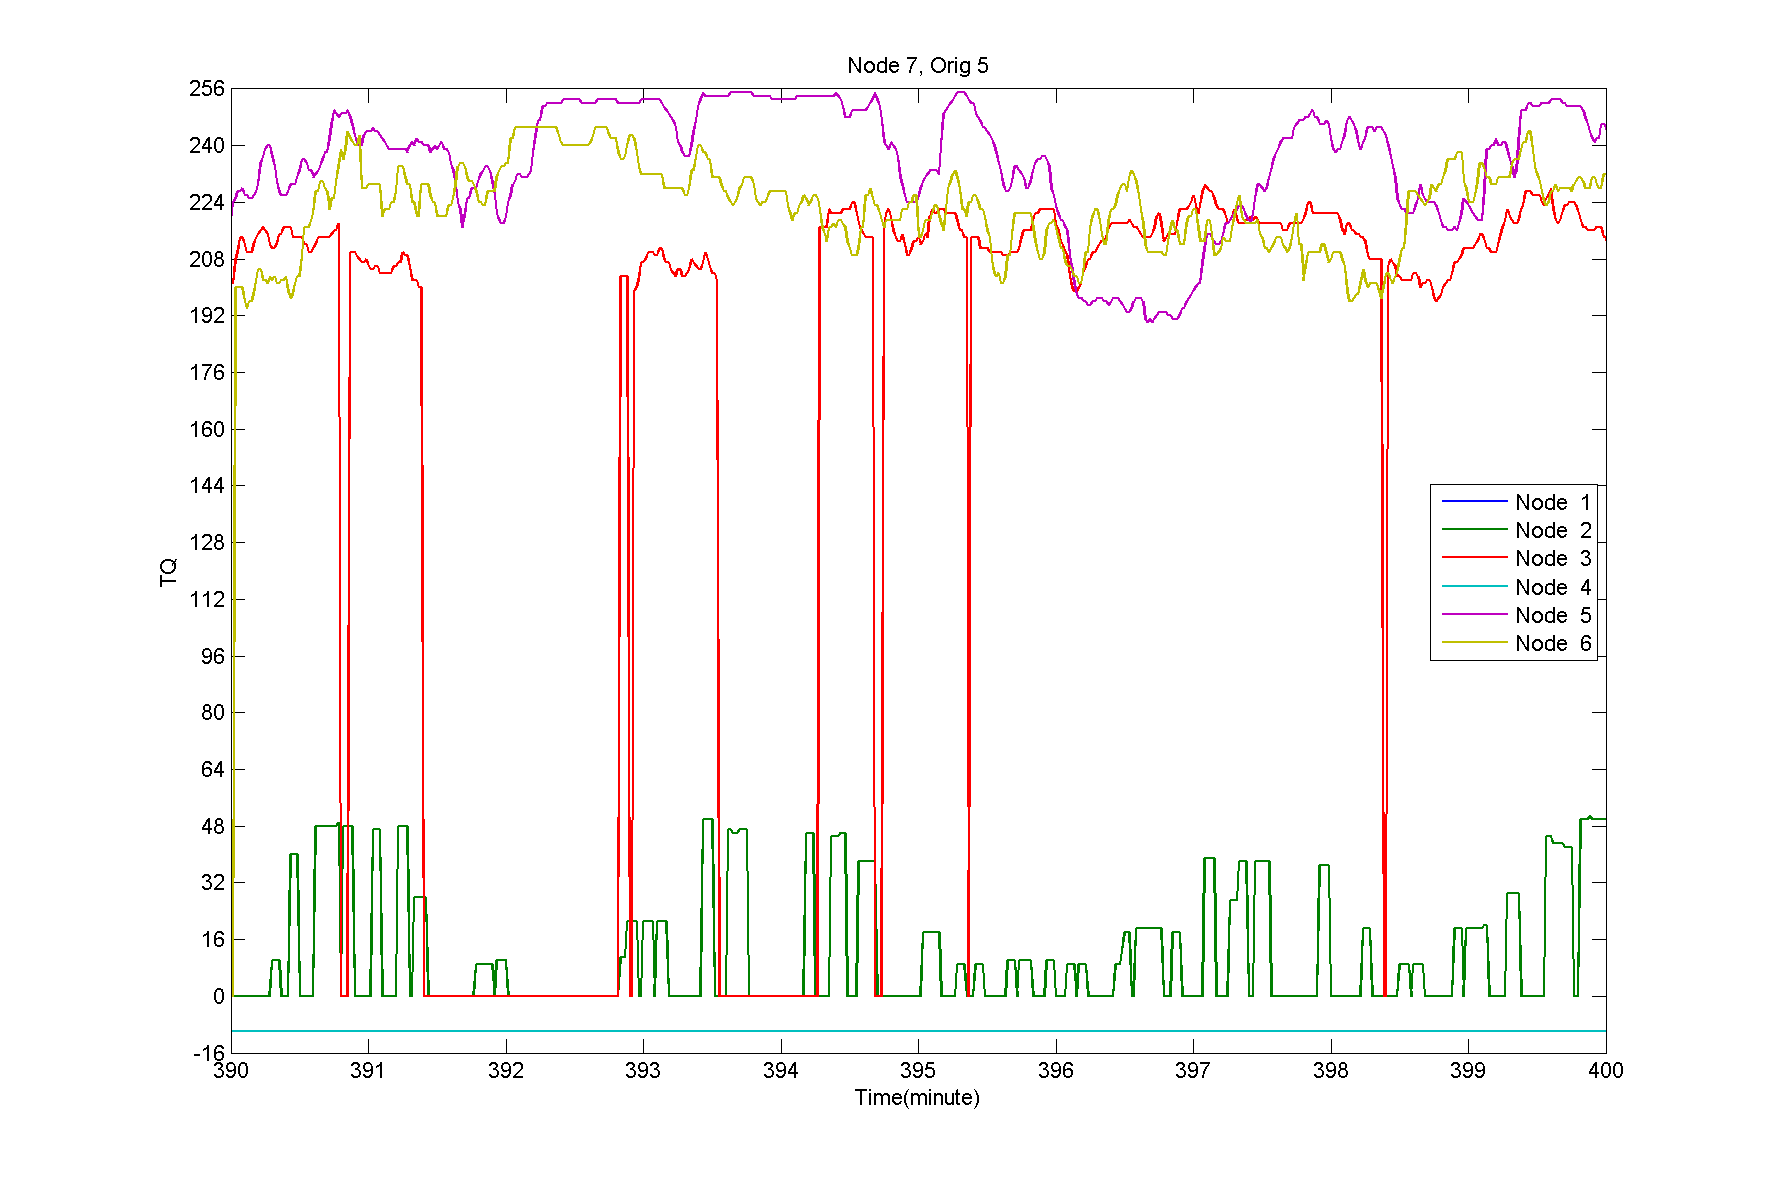 Node 7, Orig 5
256
240
224
208
192
176
160
144
128
112
96
80
64
48
32
16
0
-16
TQ
Node 1
Node 2
Node 3
Node 4
Node 5
Node 6
390 391 392 393 394 395 396 397 398 399 400
Time(minute)